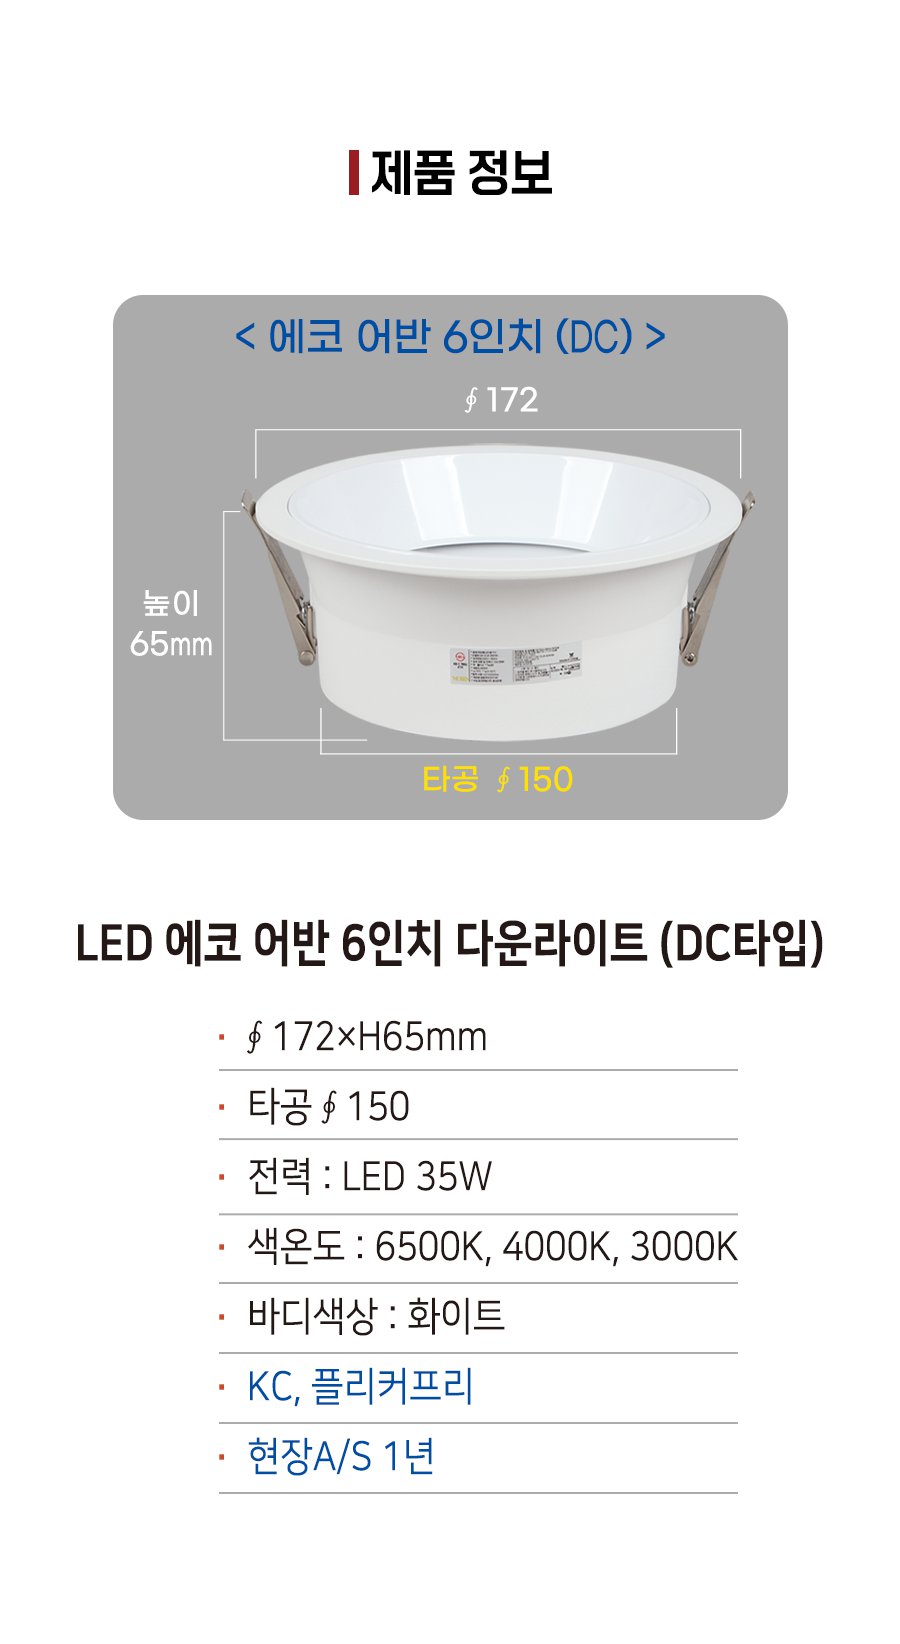 제품 정보
< 에코 어반 6인치 (DC) >
∮ 172
높이
65mm
타공 ∮ 150
LED 에코 어반 6인치 다운라이트 (DC타입)
· ∮ 172×H65mm
· 타공 ∮ 150
· 전력 : LED 35W
· 색온도 : 6500K, 4000K, 3000K
· 바디색상 : 화이트
· KC, 플리커프리
· 현장A/S 1년